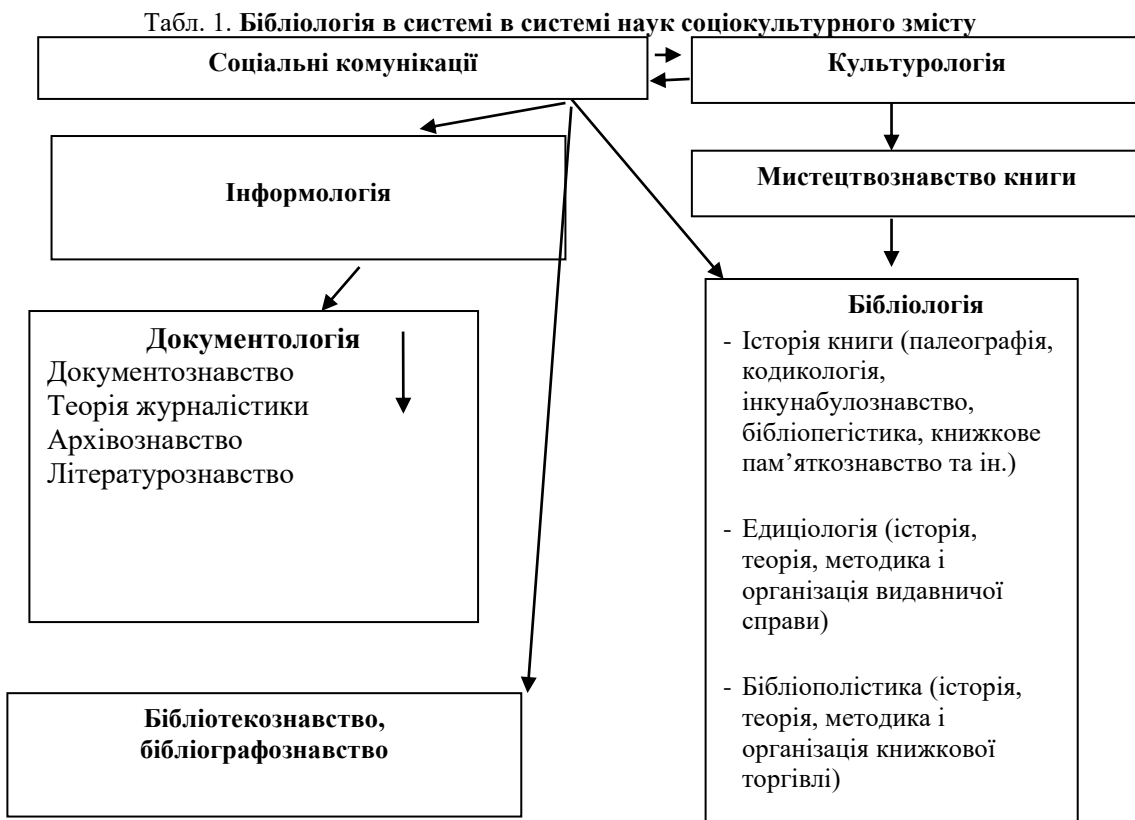 Табл. 1. Бібліологія в системі в системі наук соціокультурного змісту
Соціальні комунікації
Культурологія
Інформологія
Мистецтвознавство книги
Документологія
Документознавство
Теорія журналістики
Архівознавство
Літературознавство
Бібліологія
- Історія книги (палеографія,
кодикологія,
інкунабулознавство,
бібліопегістика, книжкове
пам’яткознавство та ін.)
- Едиціологія (історія,
теорія, методика і
організація видавничої
справи)
- Бібліополістика (історія,
теорія, методика і
організація книжкової
торгівлі)
Бібліотекознавство,
бібліографознавство